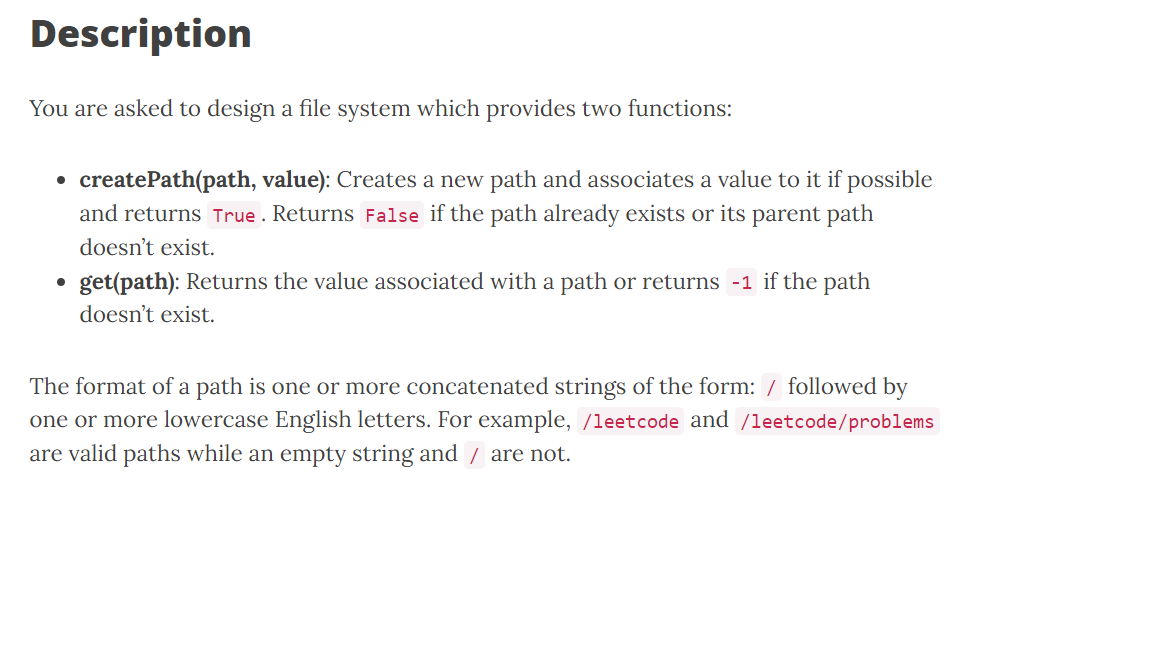 Description
You are asked to design a file system which provides two functions:
• createPath(path, value): Creates a new path and associates a value to it if possible
and returns True. Returns False if the path already exists or its parent path
doesn’t exist.
• get(path): Returns the value associated with a path or returns -1 if the path
doesn’t exist.
The format of a path is one or more concatenated strings of the form: / followed by
one or more lowercase English letters. For example, /leetcode and /leetcode/problems
are valid paths while an empty string and / are not.